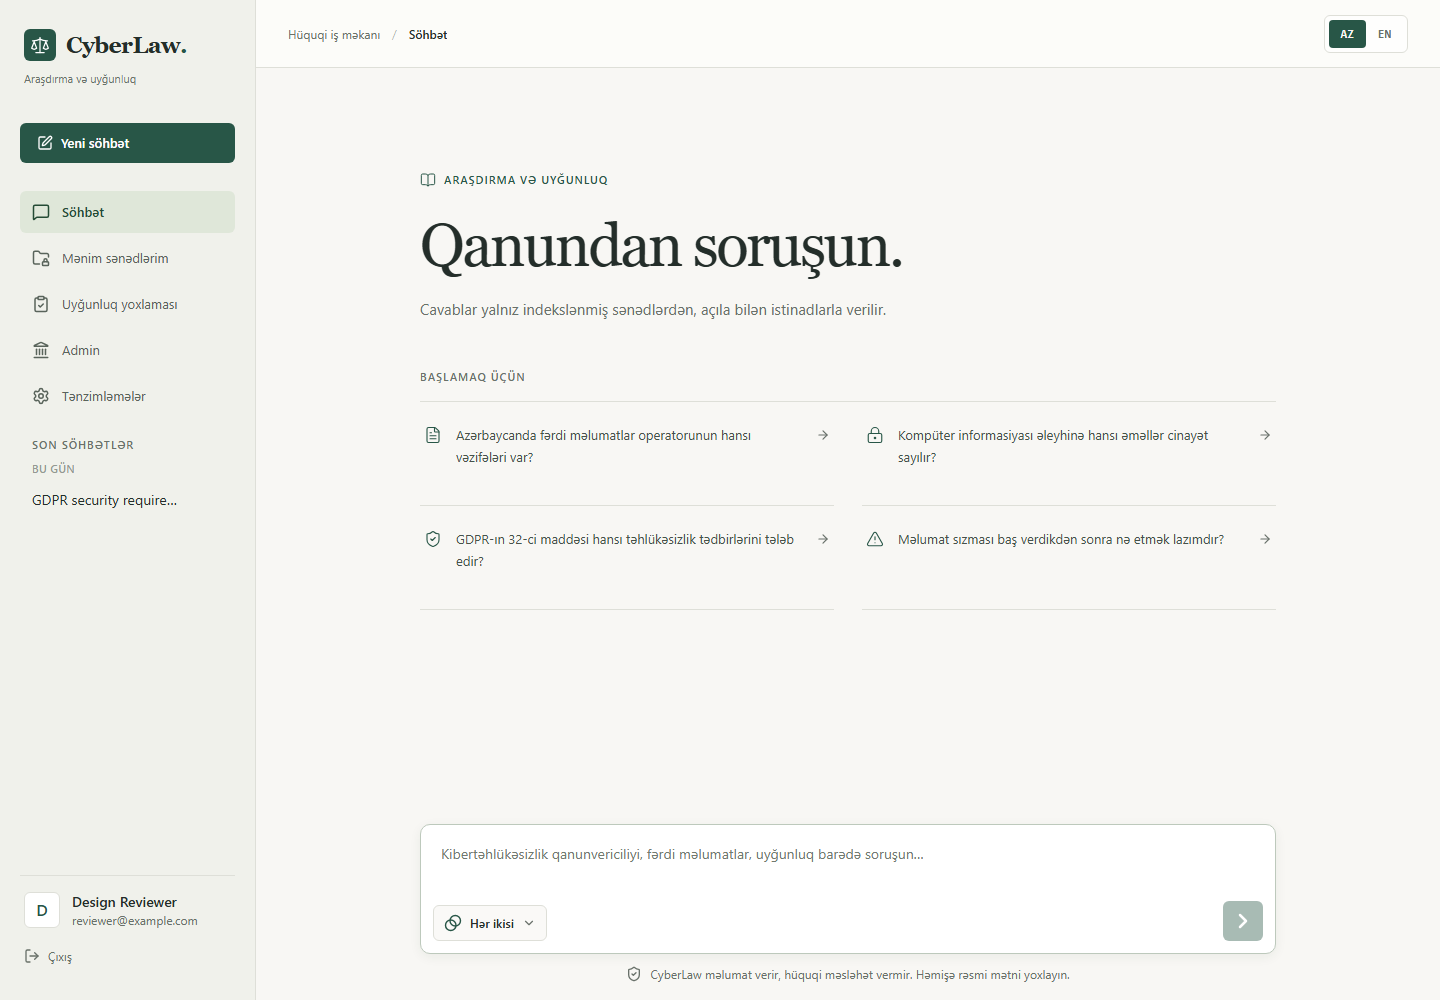 CyberLaw.
Araşdırma və uyğunluq
Yeni söhbət
Söhbət
Mənim sənədlərim
Uyğunluq yoxlaması
Admin
Tənzimləmələr
SON SÖHBƏTLƏR
BU GÜN
GDPR security require...
D
Design Reviewer
reviewer@example.com
Çıxış
Hüquqi iş məkanı / Söhbət
AZ EN
ARAŞDIRMA VƏ UYĞUNLUQ
Qanundan soruşun.
Cavablar yalnız indekslənmiş sənədlərdən, açıla bilən istinadlarla verilir.
BAŞLAMAQ ÜÇÜN
Azərbaycanda fərdi məlumatlar operatorunun hansı
vəzifələri var?
Kompüter informasiyası əleyhinə hansı əməllər cinayət
sayılır?
GDPR-ın 32-ci maddəsi hansı təhlükəsizlik tədbirlərini tələb
edir?
Məlumat sızması baş verdikdən sonra nə etmək lazımdır?
Kibertəhlükəsizlik qanunvericiliyi, fərdi məlumatlar, uyğunluq barədə soruşun...
Hər ikisi
CyberLaw məlumat verir, hüquqi məsləhət vermir. Həmişə rəsmi mətni yoxlayın.